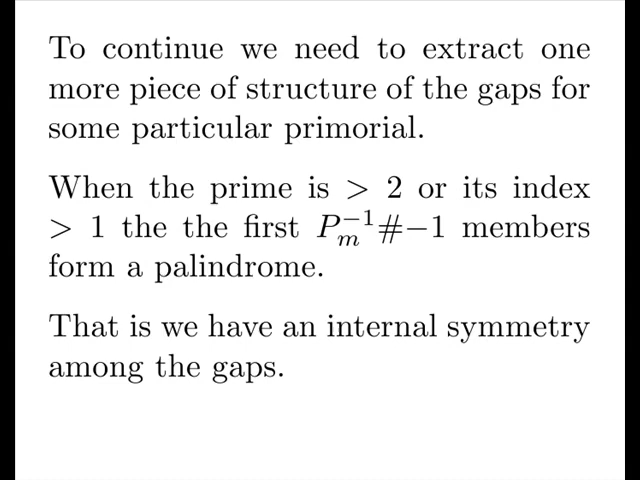 To continue we need to extract one
more piece of structure of the gaps for
some particular primorial.
When the prime is > 2 or its index
> 1 the the first $P_m^{-1}\#-1$ members
form a palindrome.
That is we have an internal symmetry
among the gaps.